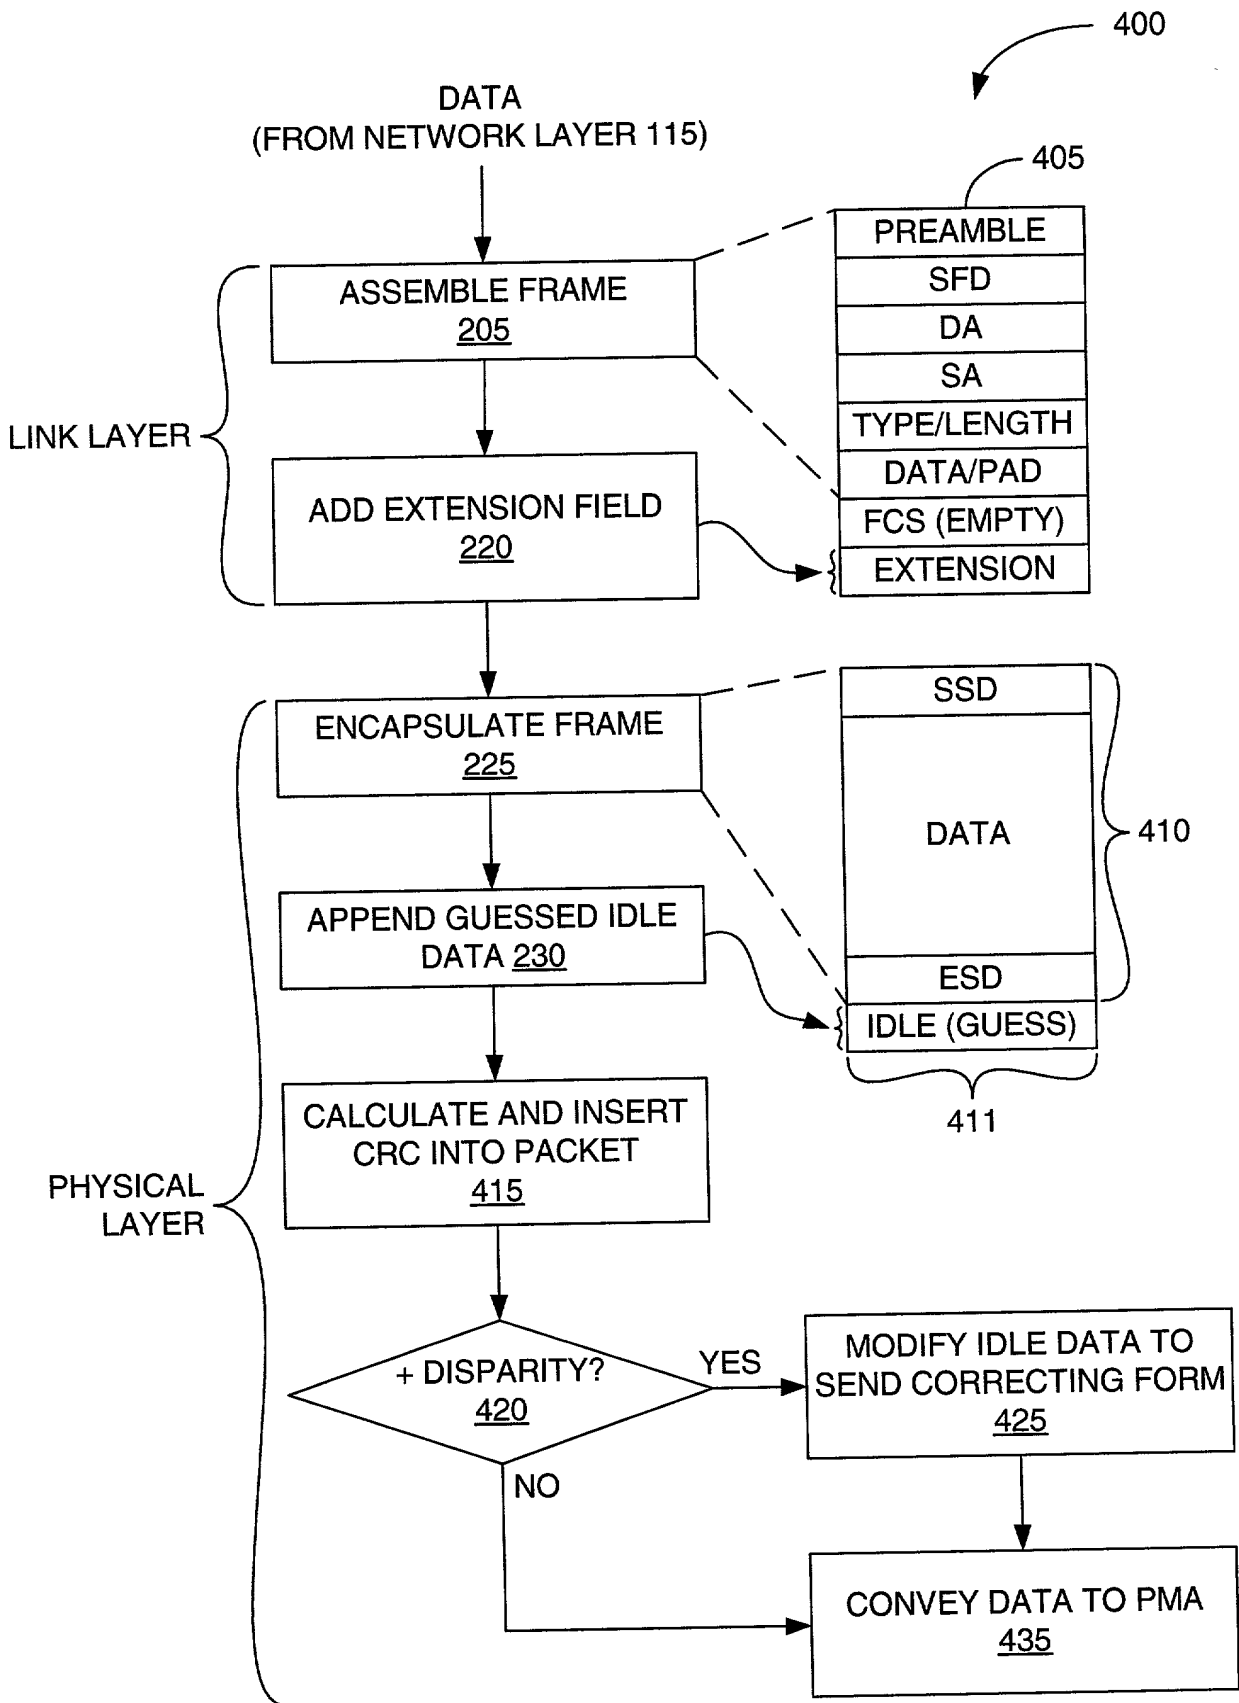 400
DATA
(FROM NETWORK LAYER 115)
405
PREAMBLE
SFD
DA
SA
TYPE/LENGTH
DATA/PAD
FCS (EMPTY)
EXTENSION
ASSEMBLE FRAME
205
LINK LAYER
ADD EXTENSION FIELD
220
ENCAPSULATE FRAME
225
SSD
DATA
ESD
IDLE (GUESS)
410
411
APPEND GUESSED IDLE
DATA 230
CALCULATE AND INSERT
CRC INTO PACKET
415
PHYSICAL
LAYER
+ DISPARITY?
420
YES
NO
MODIFY IDLE DATA TO
SEND CORRECTING FORM
425
CONVEY DATA TO PMA
435